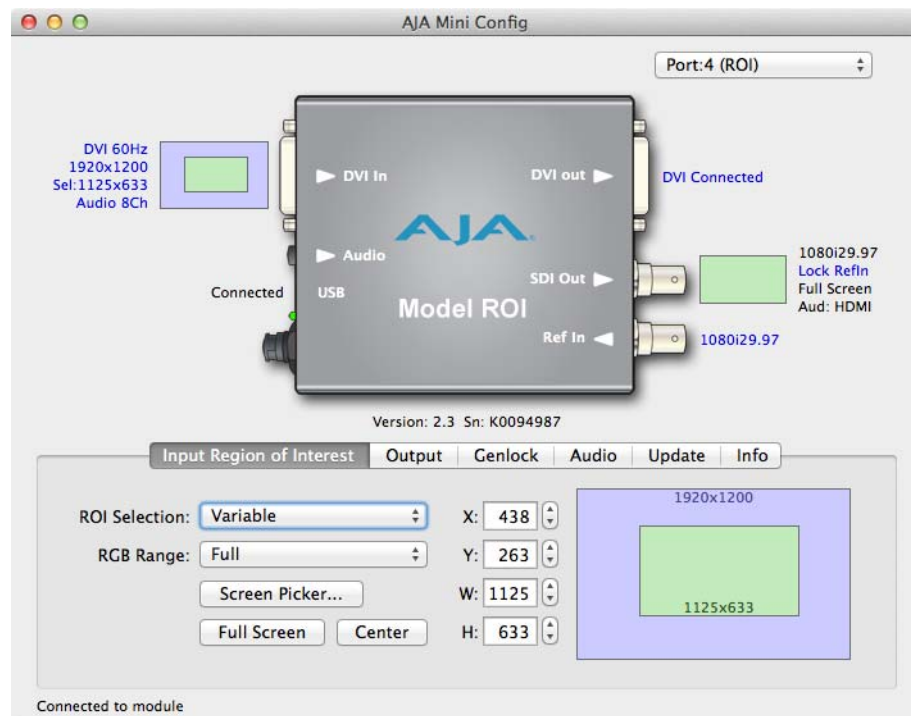 AJA Mini Config
Port:4 (ROI)
DVI 60Hz
1920x1200
Sel:1125x633
Audio 8Ch
DVI In
DVI out
DVI Connected
AJA
Audio
Connected
USB
SDI Out
Model ROI
Ref In
1080i29.97
Lock RefIn
Full Screen
Aud: HDMI
1080i29.97
Version: 2.3 Sn: K0094987
Input Region of Interest
Output
Genlock
Audio
Update
Info
ROI Selection: Variable
RGB Range: Full
Screen Picker...
Full Screen
Center
X: 438
Y: 263
W: 1125
H: 633
1920x1200
1125x633
Connected to module